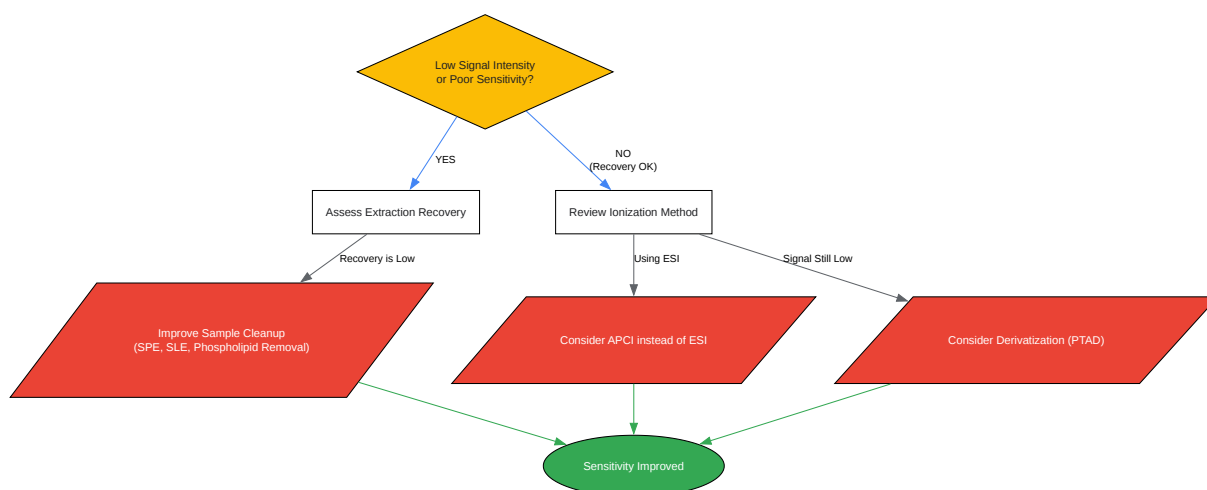 Low Signal Intensity
or Poor Sensitivity?
YES
NO
(Recovery OK)
Assess Extraction Recovery
Review Ionization Method
Recovery is Low
Using ESI
Signal Still Low
Improve Sample Cleanup
(SPE, SLE, Phospholipid Removal)
Consider APCI instead of ESI
Consider Derivatization (PTAD)
Sensitivity Improved